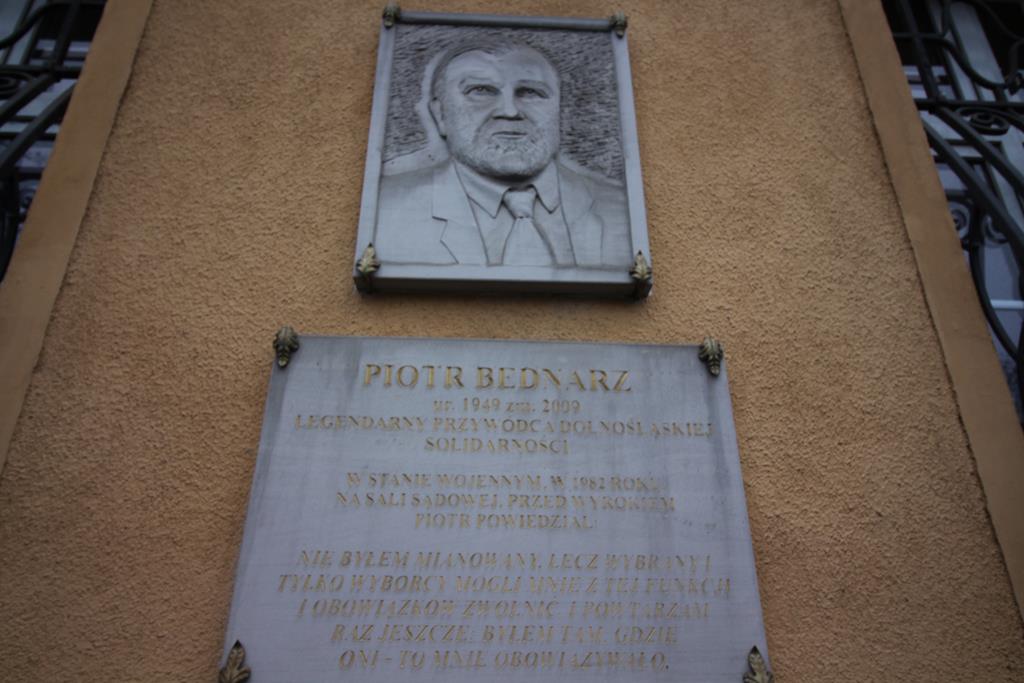 PIOTR BEDNARZ
ur. 1949 zm. 2009
LEGENDARNY PRZYWÓDCA DOLNOŚLĄSKIEJ
SOLIDARNOŚCI
W STANIE WOJENNYM, W 1982 ROKU
NA SALI SĄDOWEJ, PRZED WYROKIEM
PIOTR POWIEDZIAŁ:
NIE BYŁEM MIANOWANY, LECZ WYBRANY I
TYLKO WYBORCY MOGLI MNIE Z TEJ FUNKCJI
I OBOWIĄZKÓW ZWOLNIĆ. I POWTARZAM
RAZ JESZCZE: BYŁEM TAM, GDZIE
ONI - TO MNIE OBOWIĄZYWAŁO.